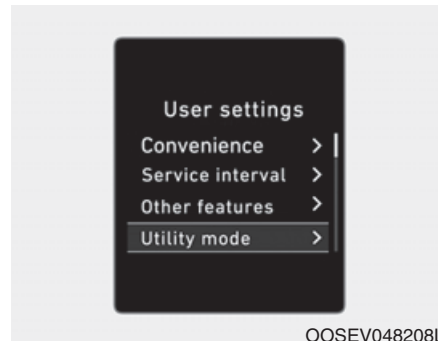 User settings
Convenience >
Service interval >
Other features >
Utility mode >
OOSEV048208L